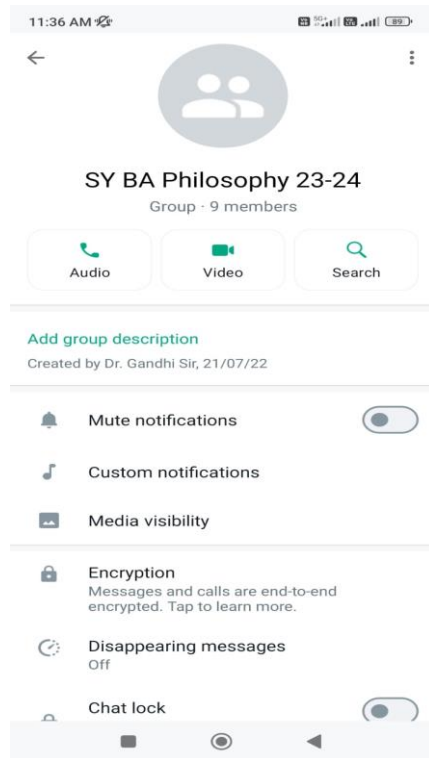 11:36 AM
89
SY BA Philosophy 23-24
Group · 9 members
Audio Video Search
Add group description
Created by Dr. Gandhi Sir, 21/07/22
Mute notifications
Custom notifications
Media visibility
Encryption
Messages and calls are end-to-end
encrypted. Tap to learn more.
Disappearing messages
Off
Chat lock